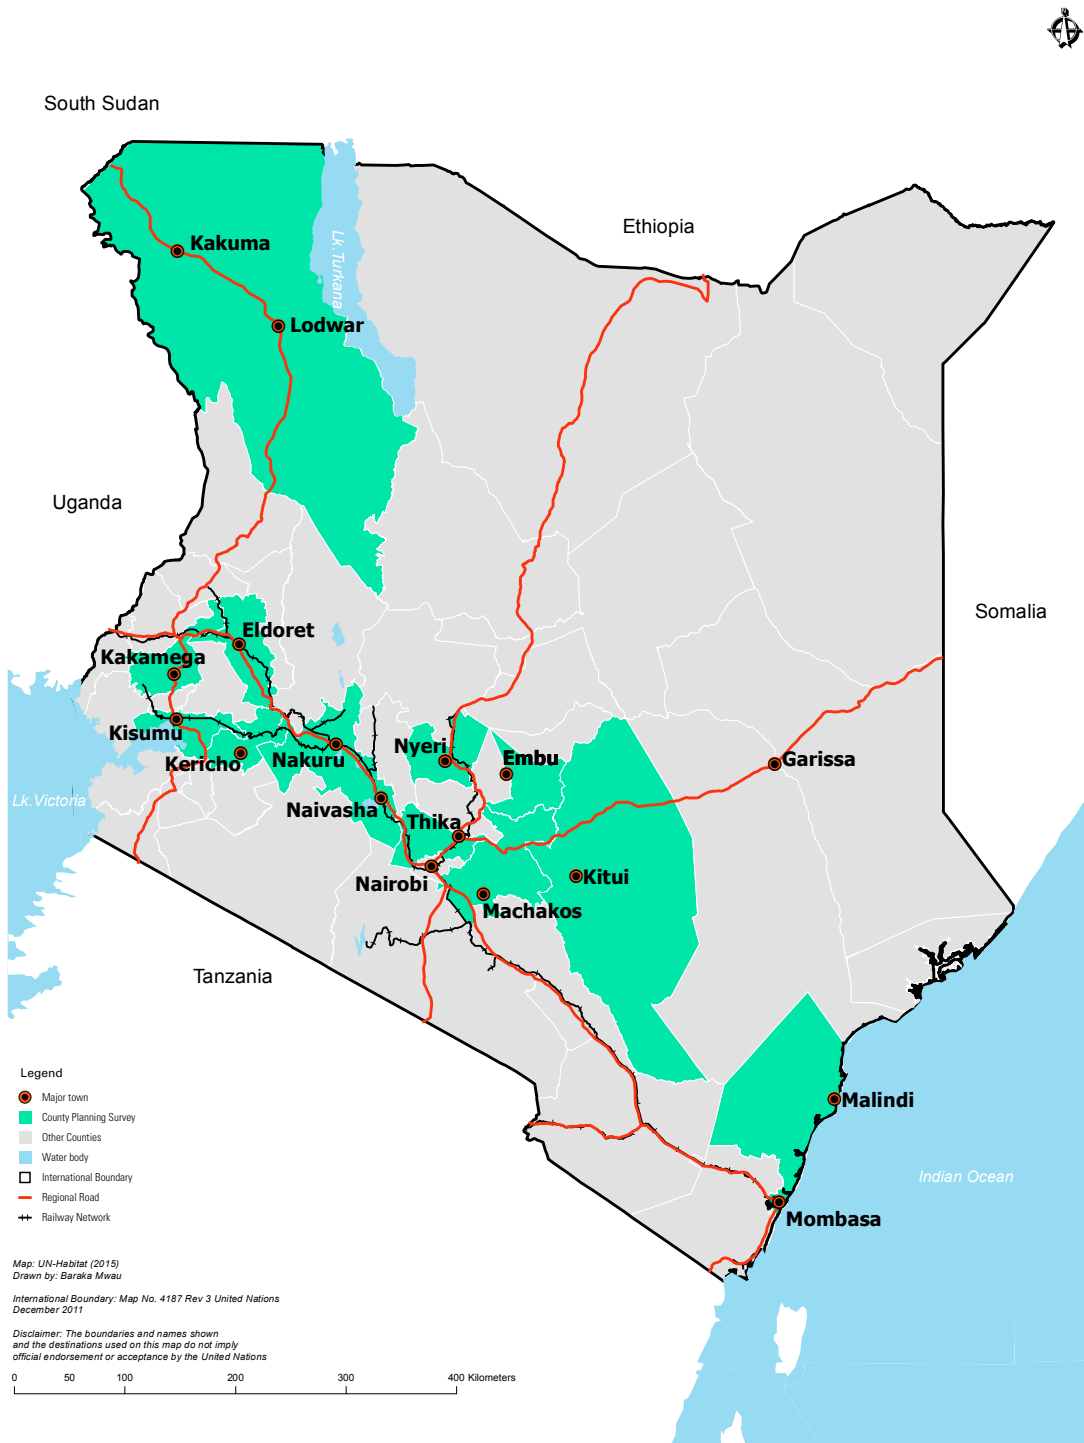 South Sudan
Ethiopia
Kakuma
Lk.Turkana
Lodwar
Uganda
Somalia
Eldoret
Kakamega
Kisumu
Nyeri
Embu
Garissa
Kericho
Nakuru
Lk.Victoria
Naivasha
Thika
Nairobi
Kitui
Machakos
Tanzania
Malindi
Indian Ocean
Mombasa
Legend
Major town
County Planning Survey
Other Counties
Water body
International Boundary
Regional Road
Railway Network
Map: UN-Habitat (2015)
Drawn by: Baraka Mwau
International Boundary: Map No. 4187 Rev 3 United Nations
December 2011
Disclaimer: The boundaries and names shown
and the destinations used on this map do not imply
official endorsement or acceptance by the United Nations
0 50 100 200 300 400 Kilometers